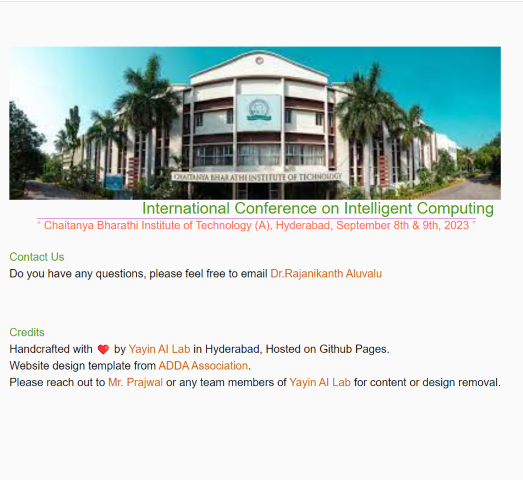 CHAITANYA BHARATHI INSTITUTE OF TECHNOLOGY
International Conference on Intelligent Computing
" Chaitanya Bharathi Institute of Technology (A), Hyderabad, September 8th & 9th, 2023 "
Contact Us
Do you have any questions, please feel free to email Dr.Rajanikanth Aluvalu
Credits
Handcrafted with ❤ by Yayin AI Lab in Hyderabad, Hosted on Github Pages.
Website design template from ADDA Association.
Please reach out to Mr. Prajwal or any team members of Yayin AI Lab for content or design removal.